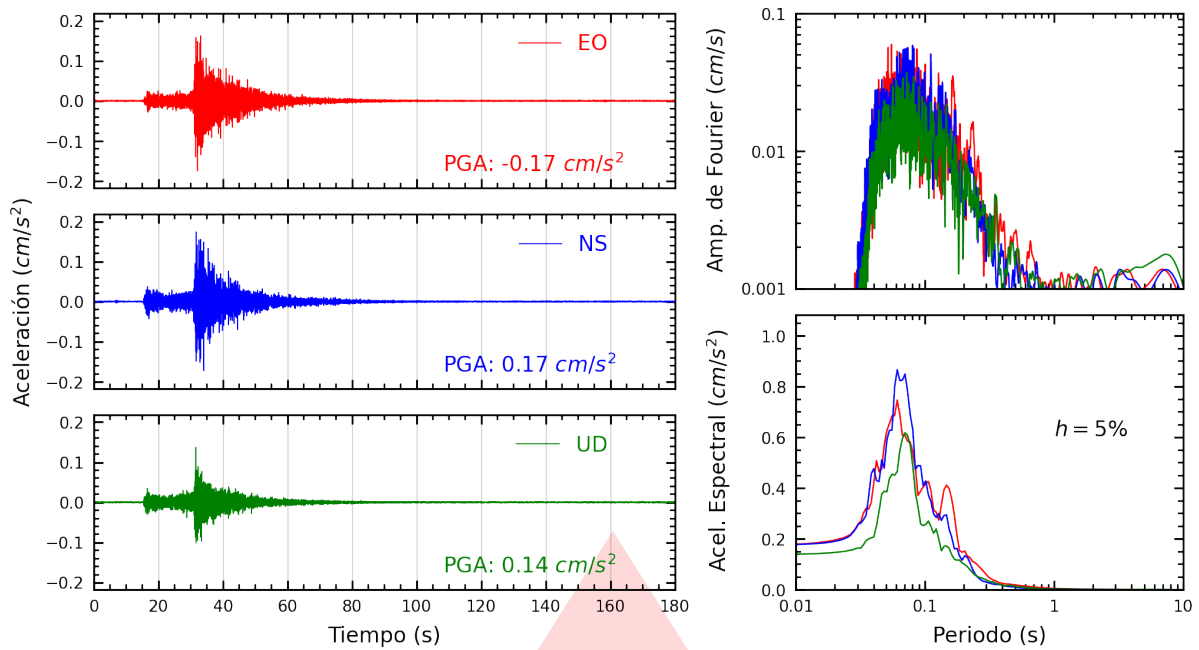 Aceleración (cm/s²)
0.2
0.1
0.0
−0.1
−0.2
EO
PGA: -0.17 cm/s²
0.2
0.1
0.0
−0.1
−0.2
NS
PGA: 0.17 cm/s²
0.2
0.1
0.0
−0.1
−0.2
UD
PGA: 0.14 cm/s²
0 20 40 60 80 100 120 140 160 180
Tiempo (s)
Amp. de Fourier (cm/s)
0.1
0.01
0.001
Acel. Espectral (cm/s²)
1.0
0.8
0.6
0.4
0.2
0.0
h = 5%
0.01 0.1 1 10
Periodo (s)